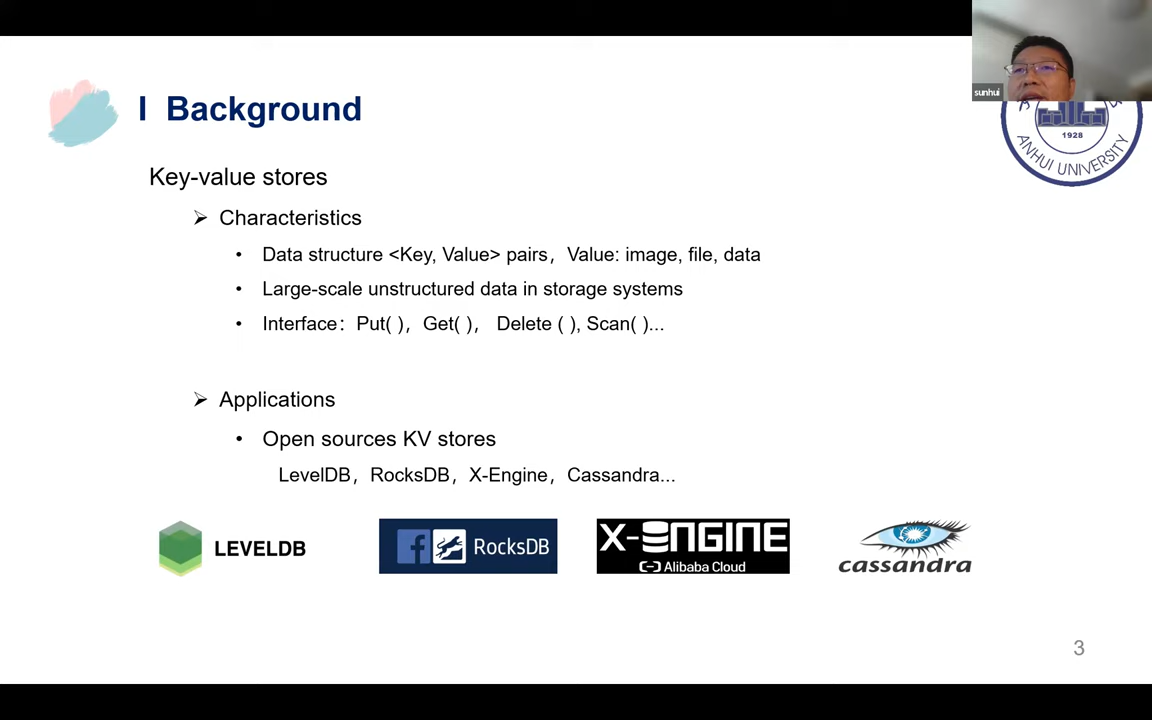 sunhui
1928
ANHUI UNIVERSITY
I Background
Key-value stores
➢ Characteristics
• Data structure <Key, Value> pairs，Value: image, file, data
• Large-scale unstructured data in storage systems
• Interface：Put( )，Get( )， Delete ( ), Scan( )...
➢ Applications
• Open sources KV stores
LevelDB，RocksDB，X-Engine，Cassandra...
LEVELDB
f RocksDB
X-ENGINE
Alibaba Cloud
cassandra
3